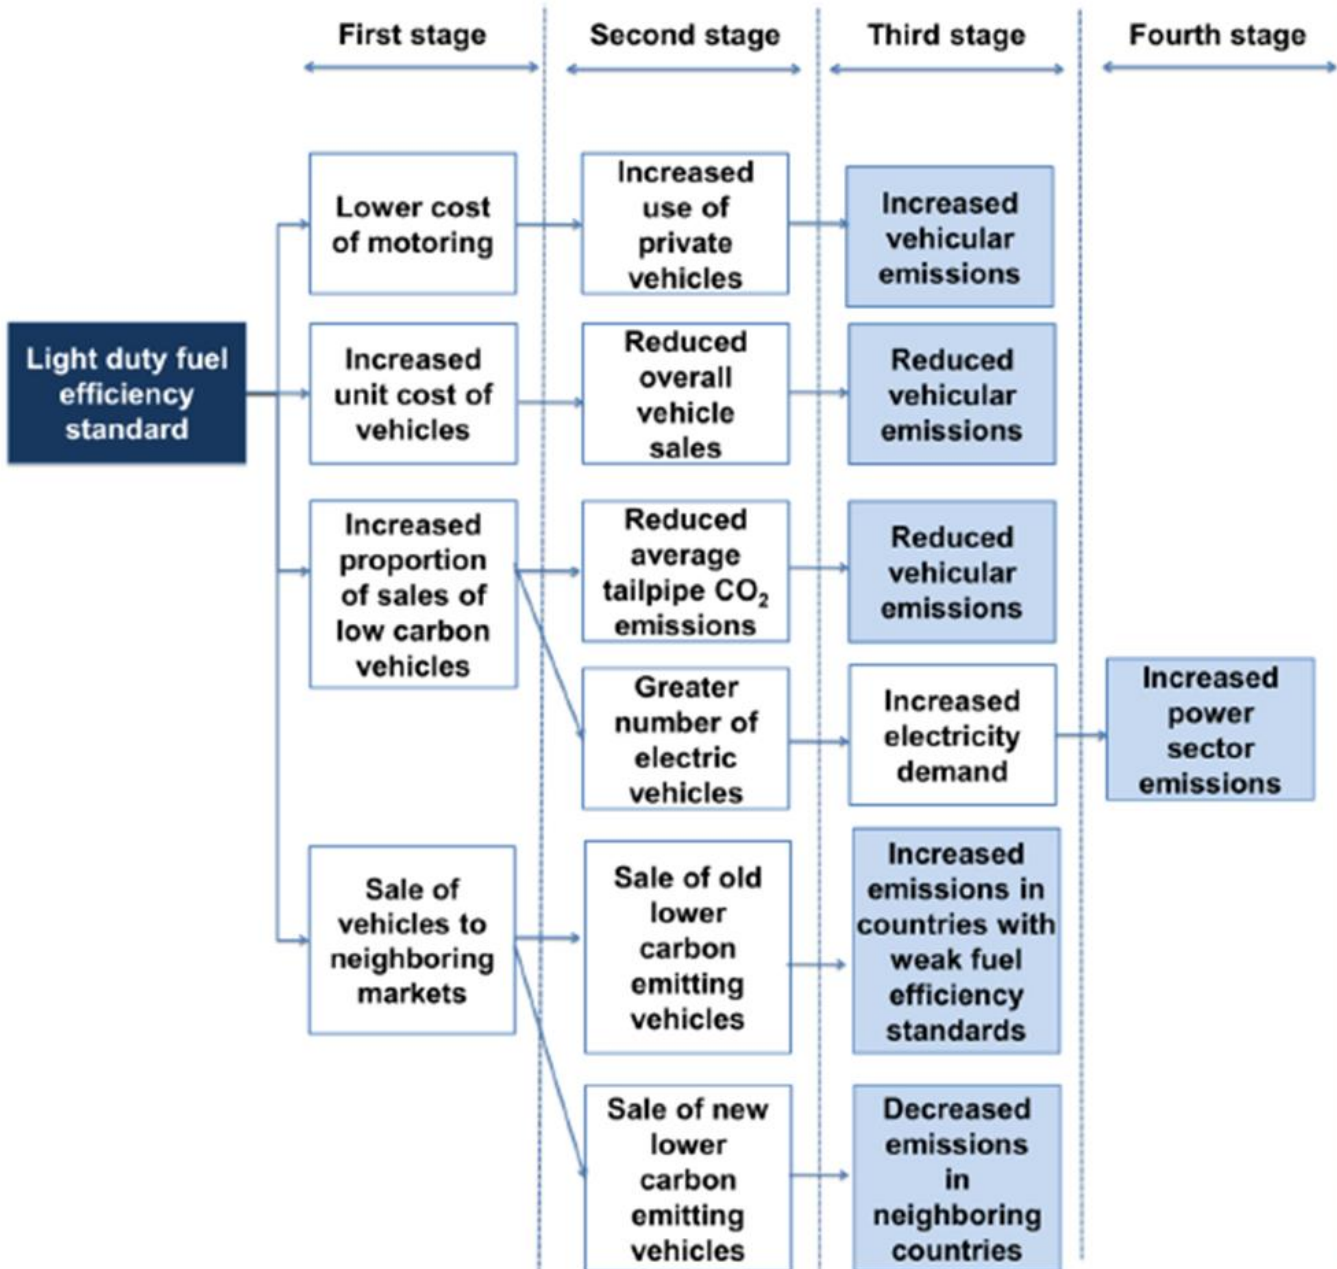 First stage
Second stage
Third stage
Fourth stage
Light duty fuel
efficiency
standard
Lower cost
of motoring
Increased
use of
private
vehicles
Increased
vehicular
emissions
Increased
unit cost of
vehicles
Reduced
overall
vehicle
sales
Reduced
vehicular
emissions
Increased
proportion
of sales of
low carbon
vehicles
Reduced
average
tailpipe CO₂
emissions
Reduced
vehicular
emissions
Greater
number of
electric
vehicles
Increased
electricity
demand
Increased
power
sector
emissions
Sale of
vehicles to
neighboring
markets
Sale of old
lower
carbon
emitting
vehicles
Increased
emissions in
countries with
weak fuel
efficiency
standards
Sale of new
lower
carbon
emitting
vehicles
Decreased
emissions
in
neighboring
countries